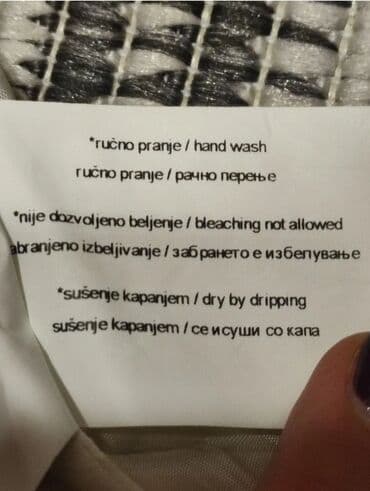 *ručno pranje / hand wash
ručno pranje / рачно перење
*nije dozvoljeno beljenje / bleaching not allowed
abranjeno izbeljivanje / забрането е избелување
*sušenje kapanjem / dry by dripping
sušenje kapanjem / се исуши со капа